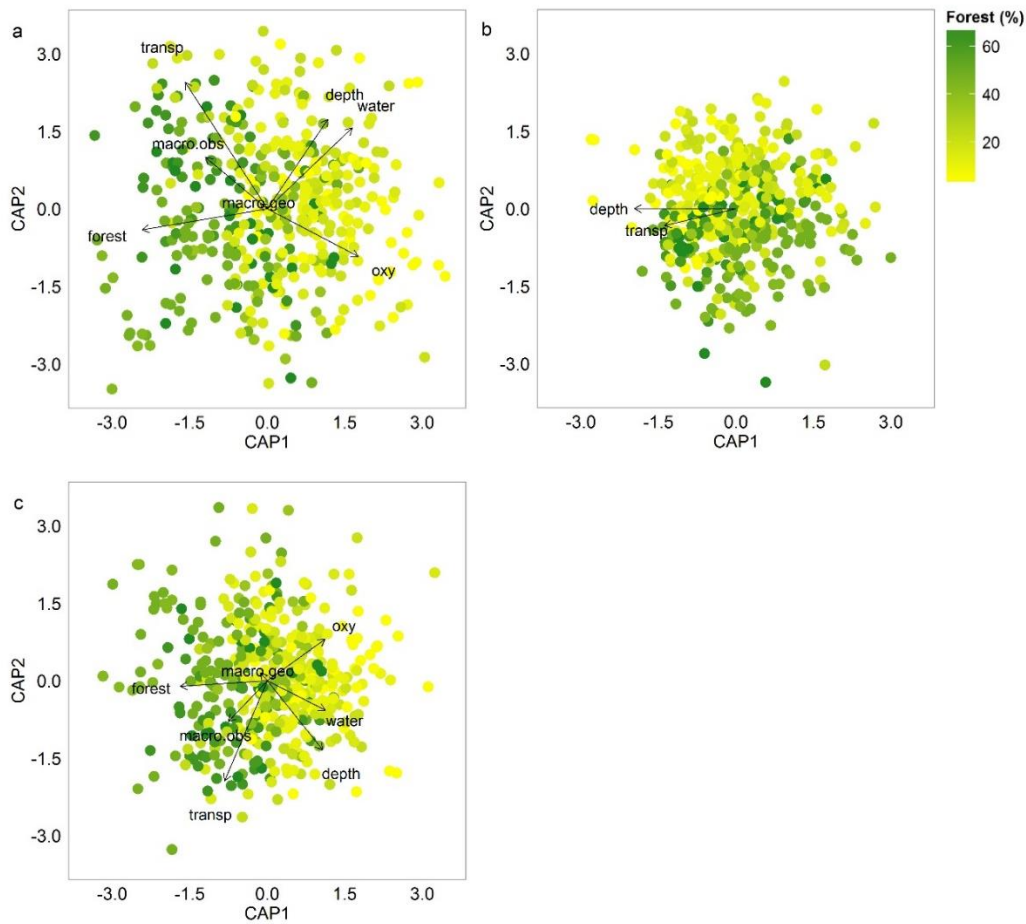 a
3.0
1.5
0.0
-1.5
-3.0
CAP2
transp
depth
water
macro.obs
macro.geo
forest
oxy
-3.0 -1.5 0.0 1.5 3.0
CAP1
b
3.0
1.5
0.0
-1.5
-3.0
CAP2
depth
transp
-3.0 -1.5 0.0 1.5 3.0
CAP1
Forest (%)
60
40
20
c
3.0
1.5
0.0
-1.5
-3.0
CAP2
oxy
macro.geo
forest
water
macro.obs
depth
transp
-3.0 -1.5 0.0 1.5 3.0
CAP1